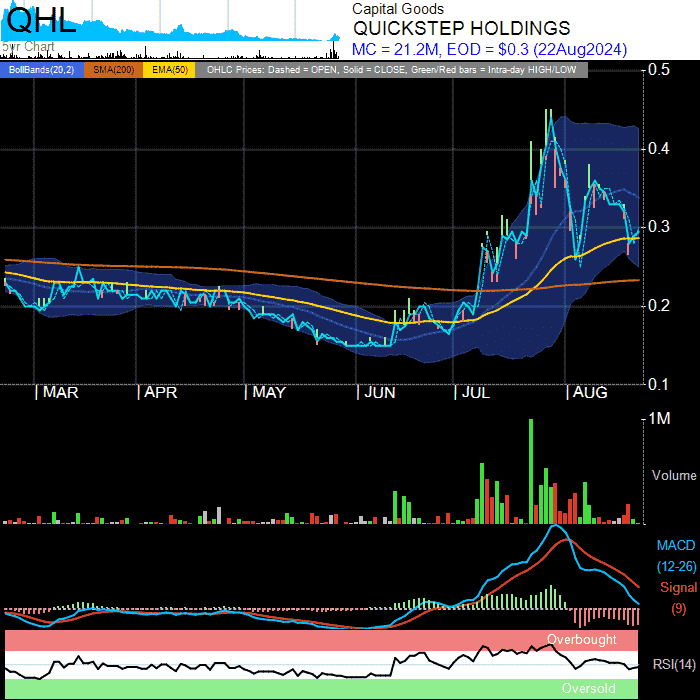 QHL
5yr Chart
Capital Goods
QUICKSTEP HOLDINGS
MC = 21.2M, EOD = $0.3 (22Aug2024)
BollBands(20,2) SMA(200) EMA(50) OHLC Prices: Dashed = OPEN, Solid = CLOSE, Green/Red bars = Intra-day HIGH/LOW
0.5
0.4
0.3
0.2
0.1
| MAR | APR | MAY | JUN | JUL | AUG
1M
Volume
MACD
(12-26)
Signal
(9)
Overbought
RSI(14)
Oversold